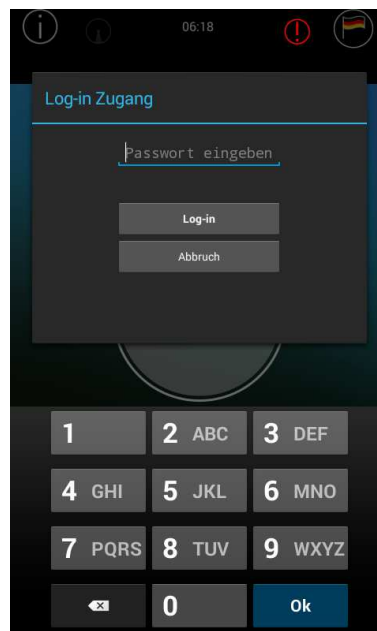 06:18
Log-in Zugang
Passwort eingeben
Log-in
Abbruch
1 2 ABC 3 DEF
4 GHI 5 JKL 6 MNO
7 PQRS 8 TUV 9 WXYZ
0 Ok